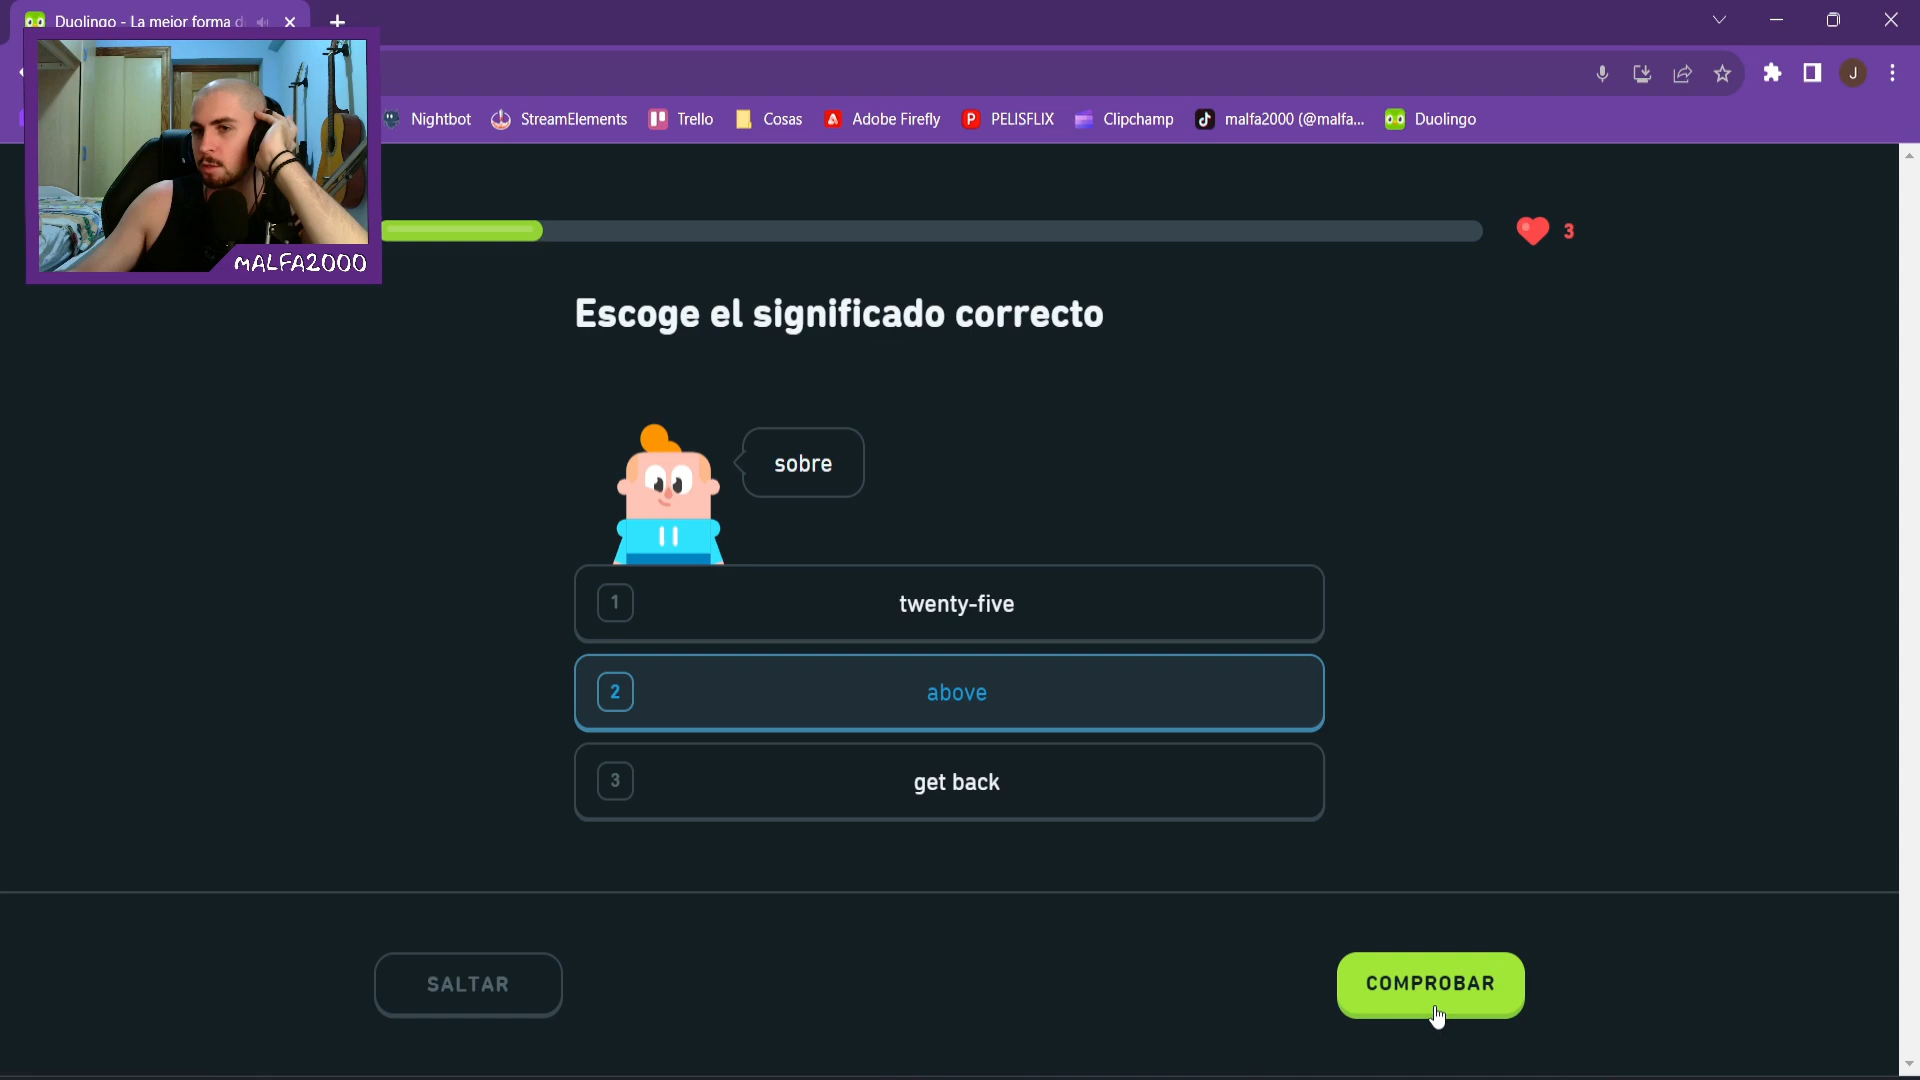 Duolingo - La mejor forma d
J
Nightbot
StreamElements
Trello
Cosas
Adobe Firefly
P
PELISFLIX
Clipchamp
malfa2000 (@malfa...
Duolingo
MALFA2000
3
Escoge el significado correcto
sobre
1 twenty-five
2 above
3 get back
SALTAR
COMPROBAR